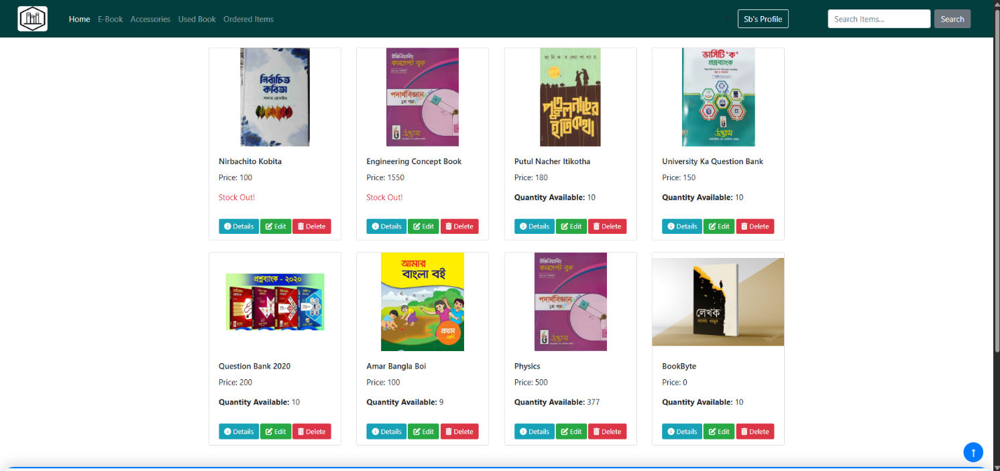 Home E-Book Accessories Used Book Ordered Items Sb's Profile Search Items... Search
নির্বাচিত
কবিতা
সাদাত হোসাইন
Nirbachito Kobita
Price: 100
Stock Out!
Details Edit Delete
ইঞ্জিনিয়ারিং
কনসেপ্ট বুক
পদার্থবিজ্ঞান
১ম পত্র
উদ্ভাস
Engineering Concept Book
Price: 1550
Stock Out!
Details Edit Delete
মানিক বন্দ্যোপাধ্যায়
পুতুলনাচের
ইতিকথা
Putul Nacher Itikotha
Price: 180
Quantity Available: 10
Details Edit Delete
ভার্সিটি 'ক'
প্রশ্নব্যাংক
উদ্ভাস
University Ka Question Bank
Price: 150
Quantity Available: 10
Details Edit Delete
প্রশ্নব্যাংক - ২০২০
Question Bank 2020
Price: 200
Quantity Available: 10
Details Edit Delete
আমার
বাংলা বই
প্রথম
শ্রেণি
Amar Bangla Boi
Price: 100
Quantity Available: 9
Details Edit Delete
ইঞ্জিনিয়ারিং
কনসেপ্ট বুক
পদার্থবিজ্ঞান
১ম পত্র
উদ্ভাস
Physics
Price: 500
Quantity Available: 377
Details Edit Delete
লেখক
BookByte
Price: 0
Quantity Available: 10
Details Edit Delete